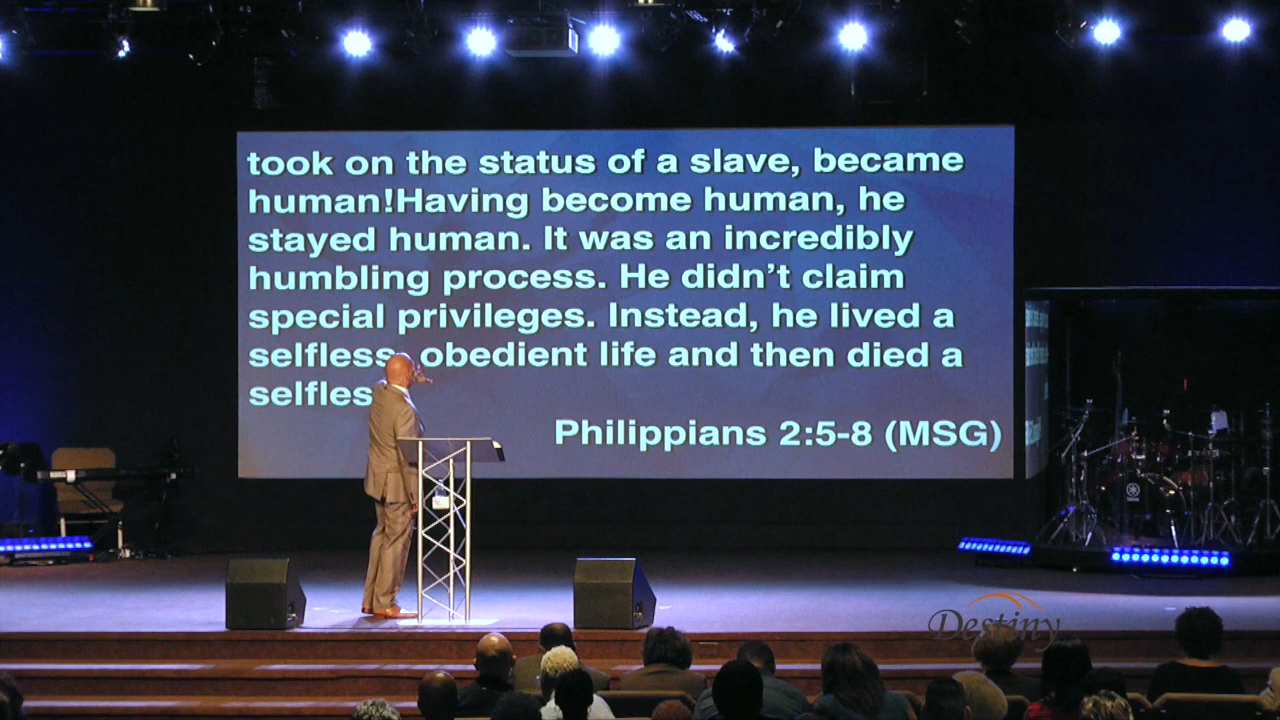 took on the status of a slave, became
human!Having become human, he
stayed human. It was an incredibly
humbling process. He didn’t claim
special privileges. Instead, he lived a
selfless, obedient life and then died a
selfles
Philippians 2:5-8 (MSG)
Destiny